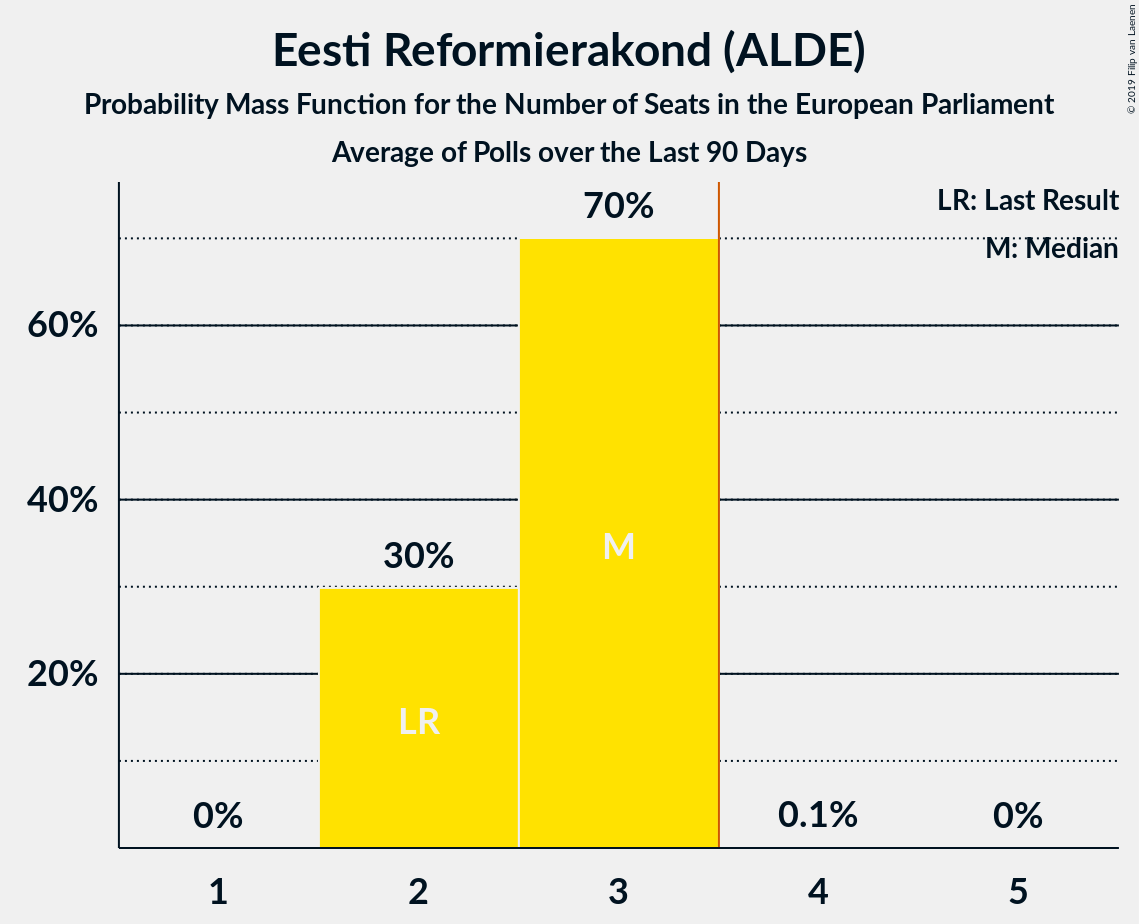 Eesti Reformierakond (ALDE)
Probability Mass Function for the Number of Seats in the European Parliament
Average of Polls over the Last 90 Days
© 2019 Filip van Laenen
LR: Last Result
M: Median
70%
60%
40%
30%
20%
M
LR
0%
0.1%
0%
1 2 3 4 5